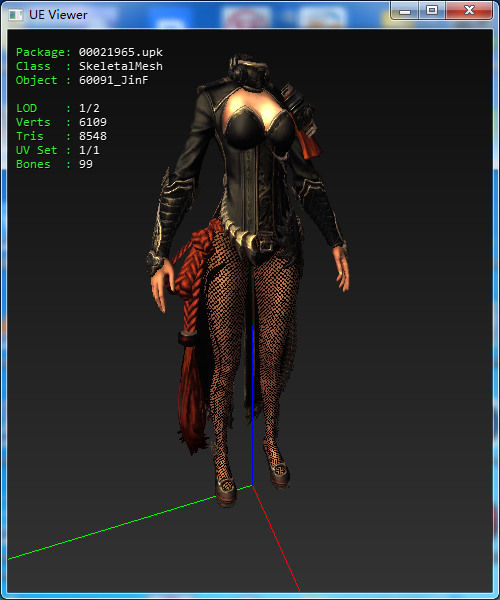 UE Viewer
Package: 00021965.upk
Class : SkeletalMesh
Object : 60091_JinF
LOD : 1/2
Verts : 6109
Tris : 8548
UV Set : 1/1
Bones : 99